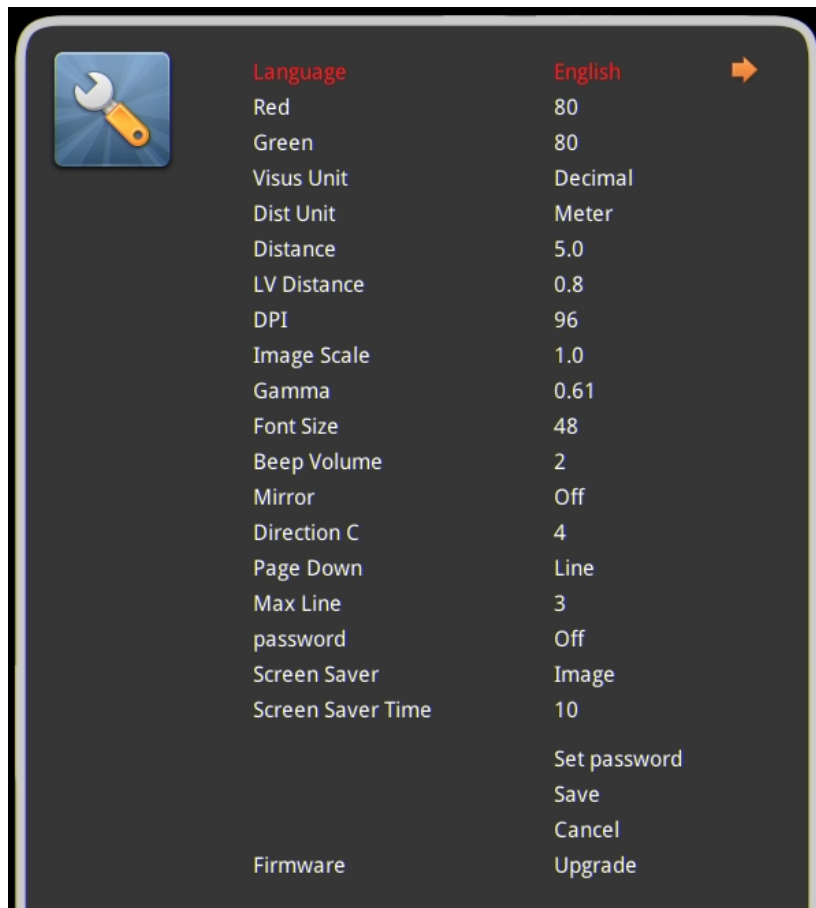 Language English
Red 80
Green 80
Visus Unit Decimal
Dist Unit Meter
Distance 5.0
LV Distance 0.8
DPI 96
Image Scale 1.0
Gamma 0.61
Font Size 48
Beep Volume 2
Mirror Off
Direction C 4
Page Down Line
Max Line 3
password Off
Screen Saver Image
Screen Saver Time 10
Set password
Save
Cancel
Firmware Upgrade